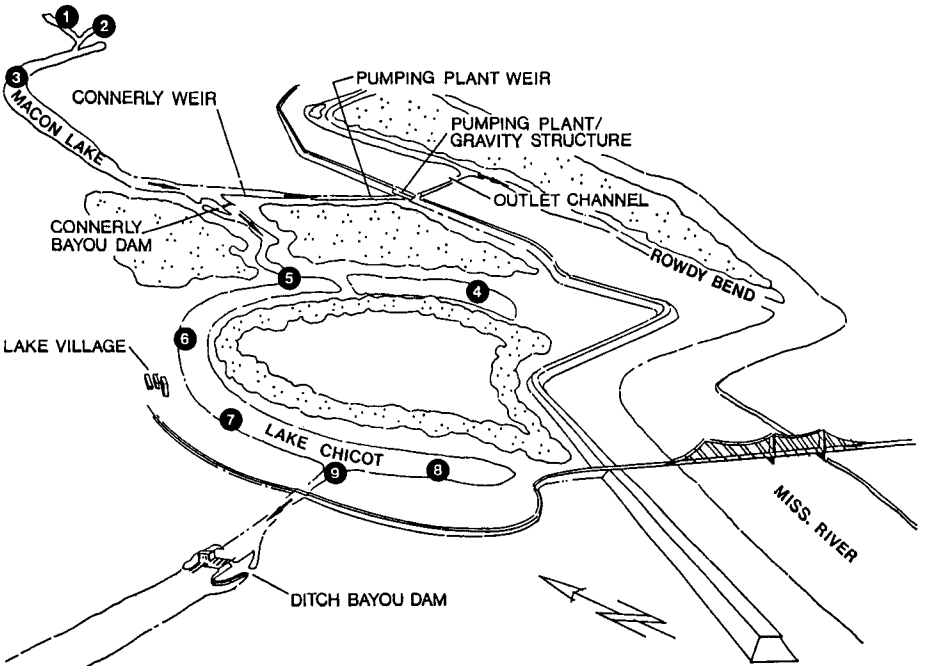 1
2
3
MACON LAKE
CONNERLY WEIR
PUMPING PLANT WEIR
PUMPING PLANT/
GRAVITY STRUCTURE
OUTLET CHANNEL
CONNERLY
BAYOU DAM
ROWDY BEND
5
4
6
LAKE VILLAGE
7
LAKE CHICOT
9
8
MISS. RIVER
DITCH BAYOU DAM